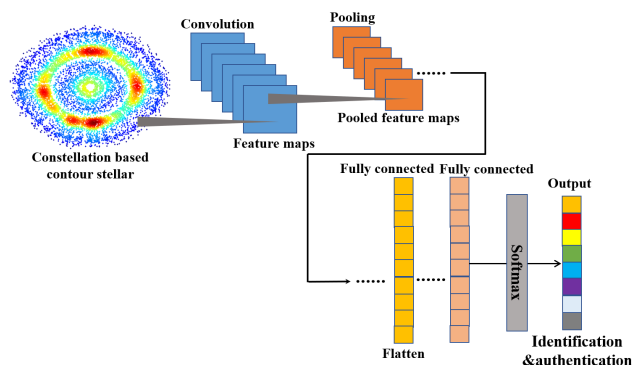 Convolution
Pooling
Pooled feature maps
Feature maps
Constellation based
contour stellar
Fully connected
Fully connected
Output
Softmax
Flatten
Identification
&authentication